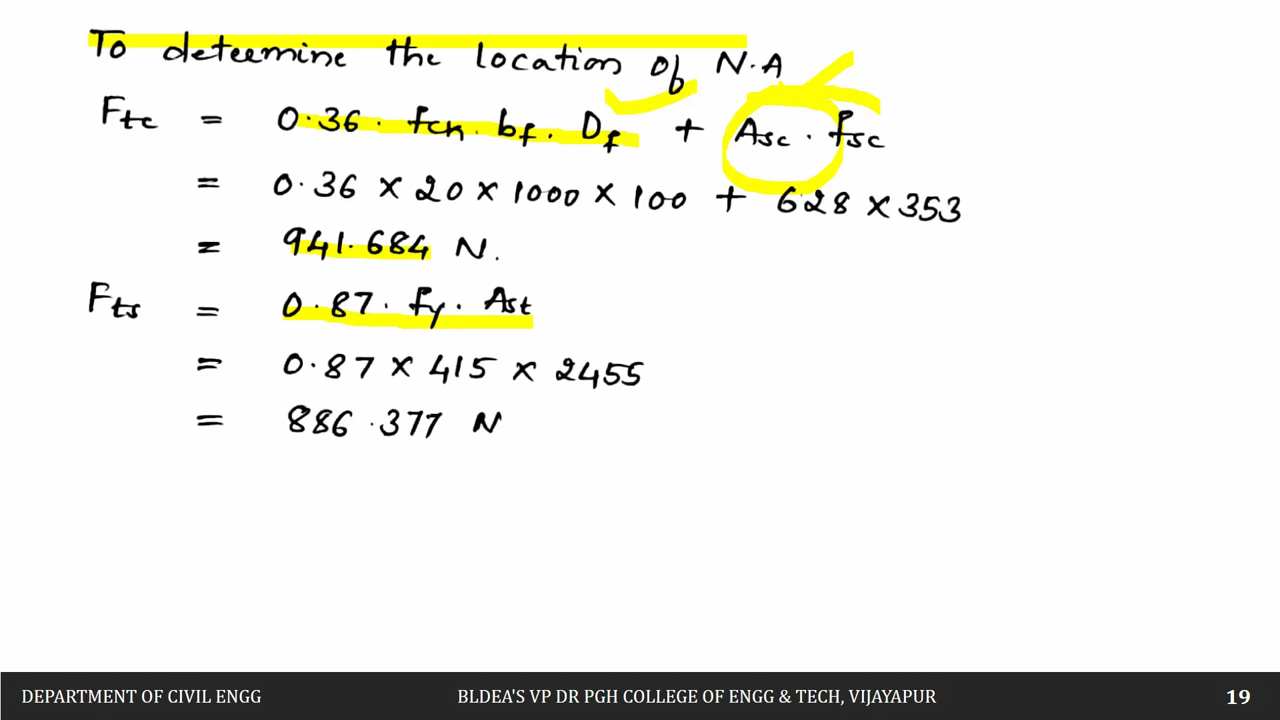 To deteemine the location of N.A
Ftc = 0.36. fck. bf. Df + Asc. fsc
= 0.36 × 20 × 1000 × 100 + 628 × 353
= 941.684 N.
Fts = 0.87. fy. Ast
= 0.87 × 415 × 2455
= 886.377 N
DEPARTMENT OF CIVIL ENGG BLDEA'S VP DR PGH COLLEGE OF ENGG & TECH, VIJAYAPUR 19